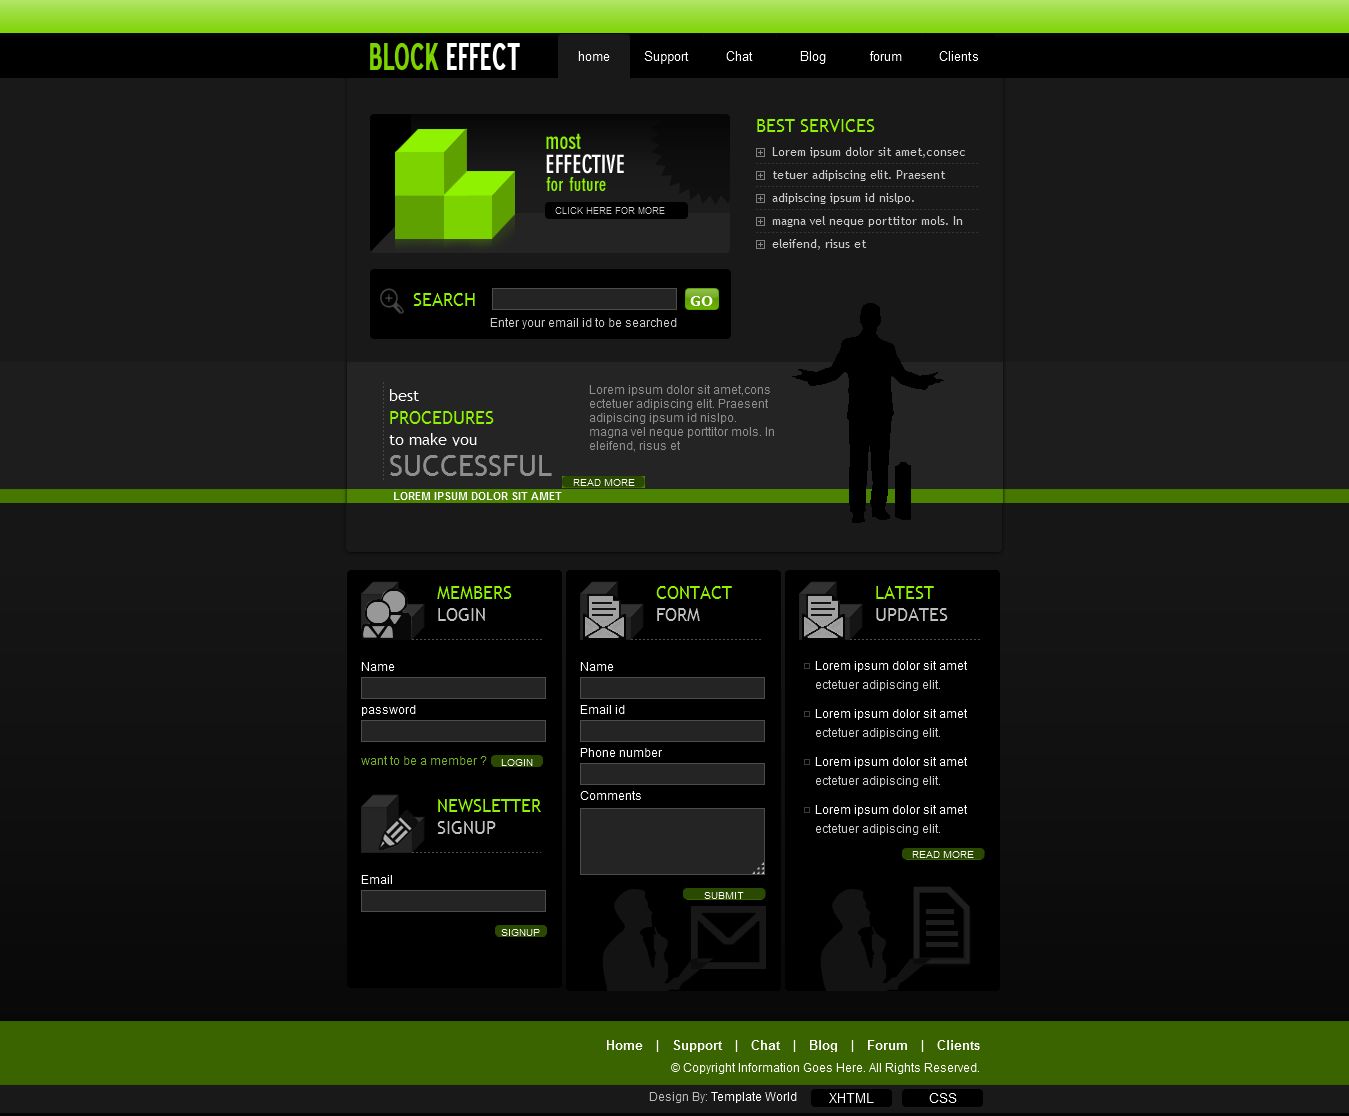 BLOCK EFFECT
home Support Chat Blog forum Clients
most
EFFECTIVE
for future
CLICK HERE FOR MORE
BEST SERVICES
Lorem ipsum dolor sit amet,consec
tetuer adipiscing elit. Praesent
adipiscing ipsum id nislpo.
magna vel neque porttitor mols. In
eleifend, risus et
SEARCH
GO
Enter your email id to be searched
best
PROCEDURES
to make you
SUCCESSFUL
LOREM IPSUM DOLOR SIT AMET
Lorem ipsum dolor sit amet,cons
ectetuer adipiscing elit. Praesent
adipiscing ipsum id nislpo.
magna vel neque porttitor mols. In
eleifend, risus et
READ MORE
MEMBERS
LOGIN
Name
password
want to be a member ? LOGIN
NEWSLETTER
SIGNUP
Email
SIGNUP
CONTACT
FORM
Name
Email id
Phone number
Comments
SUBMIT
LATEST
UPDATES
Lorem ipsum dolor sit amet
ectetuer adipiscing elit.
Lorem ipsum dolor sit amet
ectetuer adipiscing elit.
Lorem ipsum dolor sit amet
ectetuer adipiscing elit.
Lorem ipsum dolor sit amet
ectetuer adipiscing elit.
READ MORE
Home | Support | Chat | Blog | Forum | Clients
© Copyright Information Goes Here. All Rights Reserved.
Design By: Template World XHTML CSS